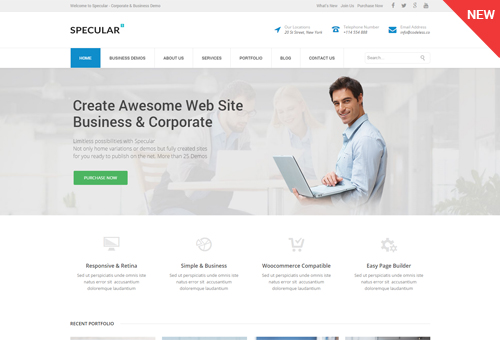 Welcome to Specular Corporate & Business Demo
What's New Join Us Purchase Now
NEW
SPECULAR
Our Locations
20 St Street, New York
Telephone Number
Email Address
HOME BUSINESS DEMOS ABOUT US SERVICES PORTFOLIO BLOG CONTACT US Search...
Create Awesome Web Site
Business & Corporate
Limitless possibilities with Specular
Not only home variations or demos but fully created sites
for you ready to publish on the net. More than 25 Demos
PURCHASE NOW
Responsive & Retina
Sed ut perspiciatis unde omnis iste
natus error sit accusantium
doloremque laudantium
Simple & Business
Sed ut perspiciatis unde omnis iste
natus error sit accusantium
doloremque laudantium
Woocommerce Compatible
Sed ut perspiciatis unde omnis iste
natus error sit accusantium
doloremque laudantium
Easy Page Builder
Sed ut perspiciatis unde omnis iste
natus error sit accusantium
doloremque laudantium
RECENT PORTFOLIO